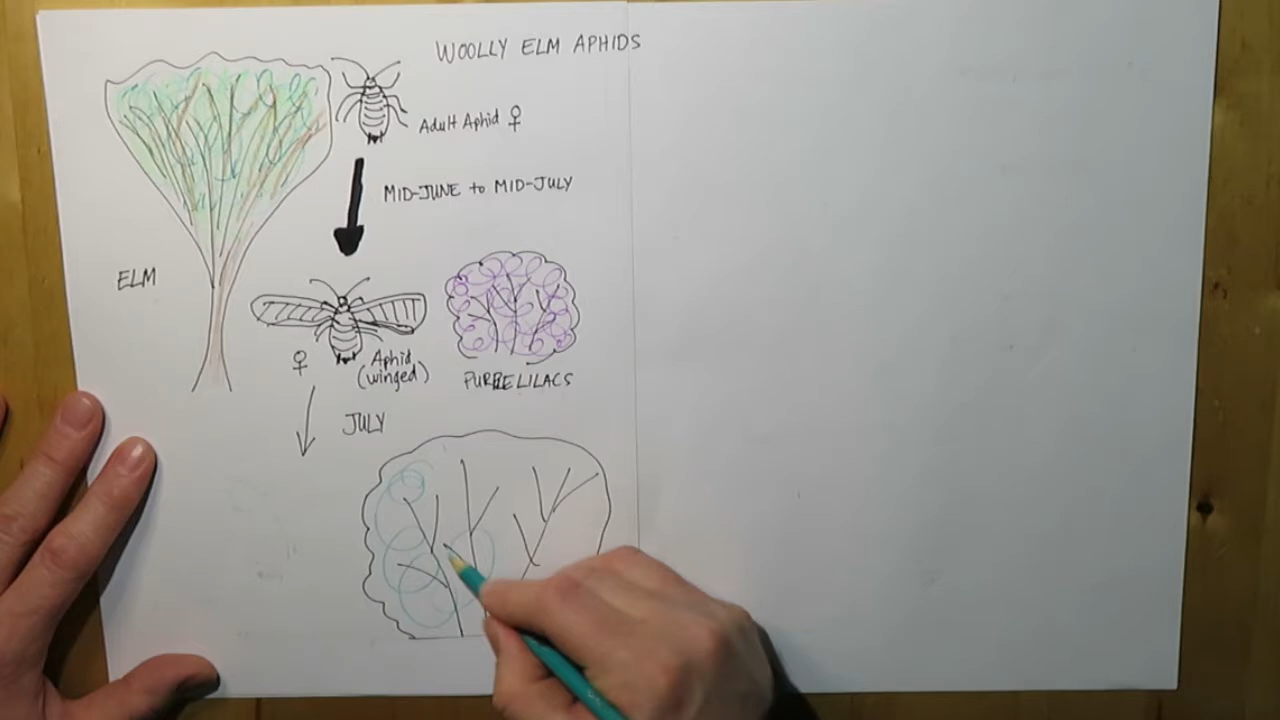 WOOLLY ELM APHIDS
Adult Aphid ♀
MID-JUNE to MID-JULY
ELM
♀ Aphid
(winged)
PURPLE LILACS
JULY